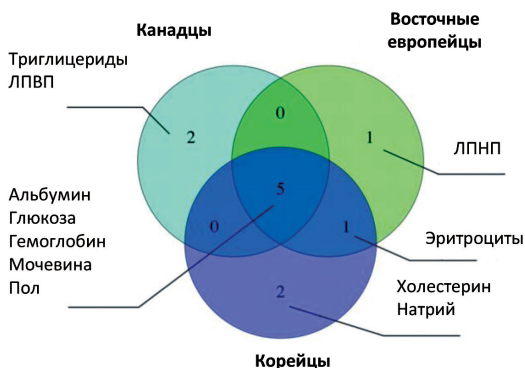 Канадцы
Восточные
европейцы
Триглицериды
ЛПВП
0
2
1
ЛПНП
Альбумин
Глюкоза
Гемоглобин
Мочевина
Пол
5
0
1
Эритроциты
2
Холестерин
Натрий
Корейцы